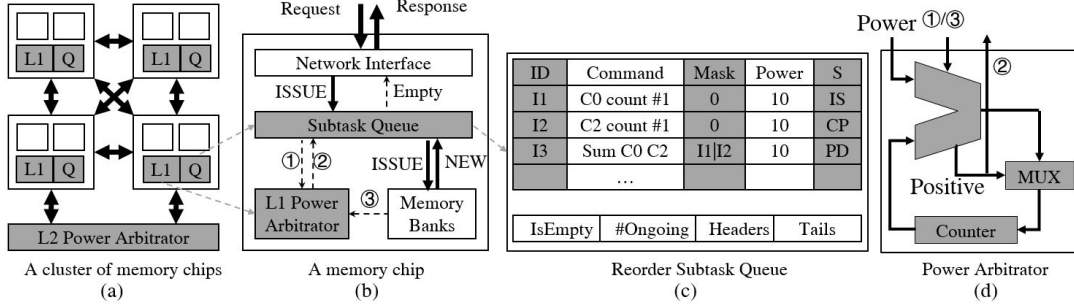 L1 Q
L1 Q
L1 Q
L1 Q
L2 Power Arbitrator
A cluster of memory chips
(a)
Request
Response
Network Interface
ISSUE
Empty
Subtask Queue
①
②
ISSUE
NEW
③
L1 Power
Arbitrator
Memory
Banks
A memory chip
(b)
ID Command Mask Power S
I1 C0 count #1 0 10 IS
I2 C2 count #1 0 10 CP
I3 Sum C0 C2 I1|I2 10 PD
...
IsEmpty #Ongoing Headers Tails
Reorder Subtask Queue
(c)
Power ①/③
②
Positive
MUX
Counter
Power Arbitrator
(d)